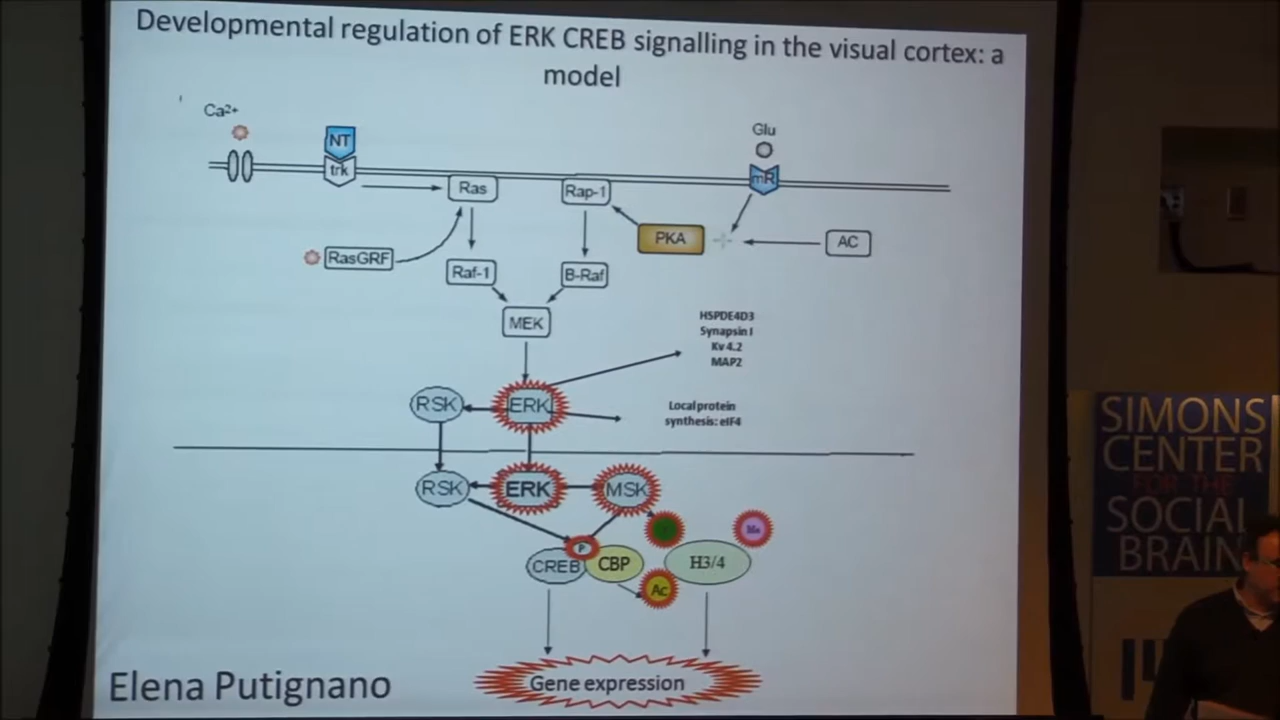 Developmental regulation of ERK CREB signalling in the visual cortex: a
model
Ca²⁺
NT
trk
Glu
mR
Ras
Rap-1
PKA
AC
RasGRF
Raf-1
B-Raf
MEK
HSPDE4D3
Synapsin I
Kv 4.2
MAP2
RSK
ERK
Local protein
synthesis: eIF4
RSK
ERK
MSK
Me
P
CREB
CBP
H3/4
Ac
Gene expression
Elena Putignano
SIMONS
CENTER
FOR THE
SOCIAL
BRAIN